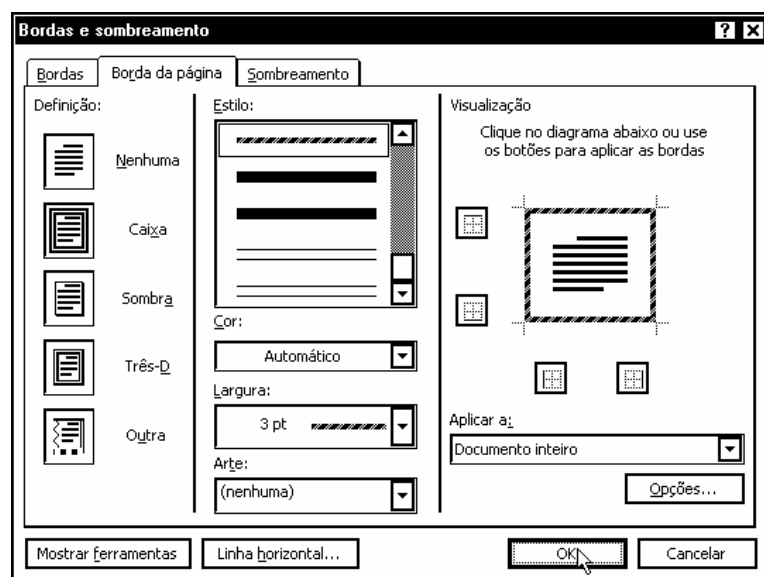 Bordas e sombreamento
Bordas
Borda da página
Sombreamento
Definição:
Nenhuma
Caixa
Sombra
Três-D
Outra
Estilo:
Cor:
Automático
Largura:
3 pt
Arte:
(nenhuma)
Visualização
Clique no diagrama abaixo ou use
os botões para aplicar as bordas
Aplicar a:
Documento inteiro
Opções...
Mostrar ferramentas
Linha horizontal...
OK
Cancelar